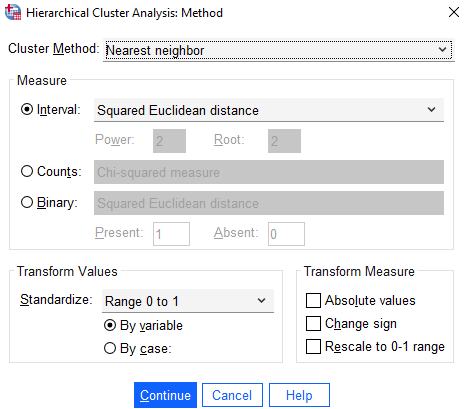 Hierarchical Cluster Analysis: Method
Cluster Method: Nearest neighbor
Measure
Interval: Squared Euclidean distance
Power: 2 Root: 2
Counts: Chi-squared measure
Binary: Squared Euclidean distance
Present: 1 Absent: 0
Transform Values
Standardize: Range 0 to 1
By variable
By case:
Transform Measure
Absolute values
Change sign
Rescale to 0-1 range
Continue Cancel Help